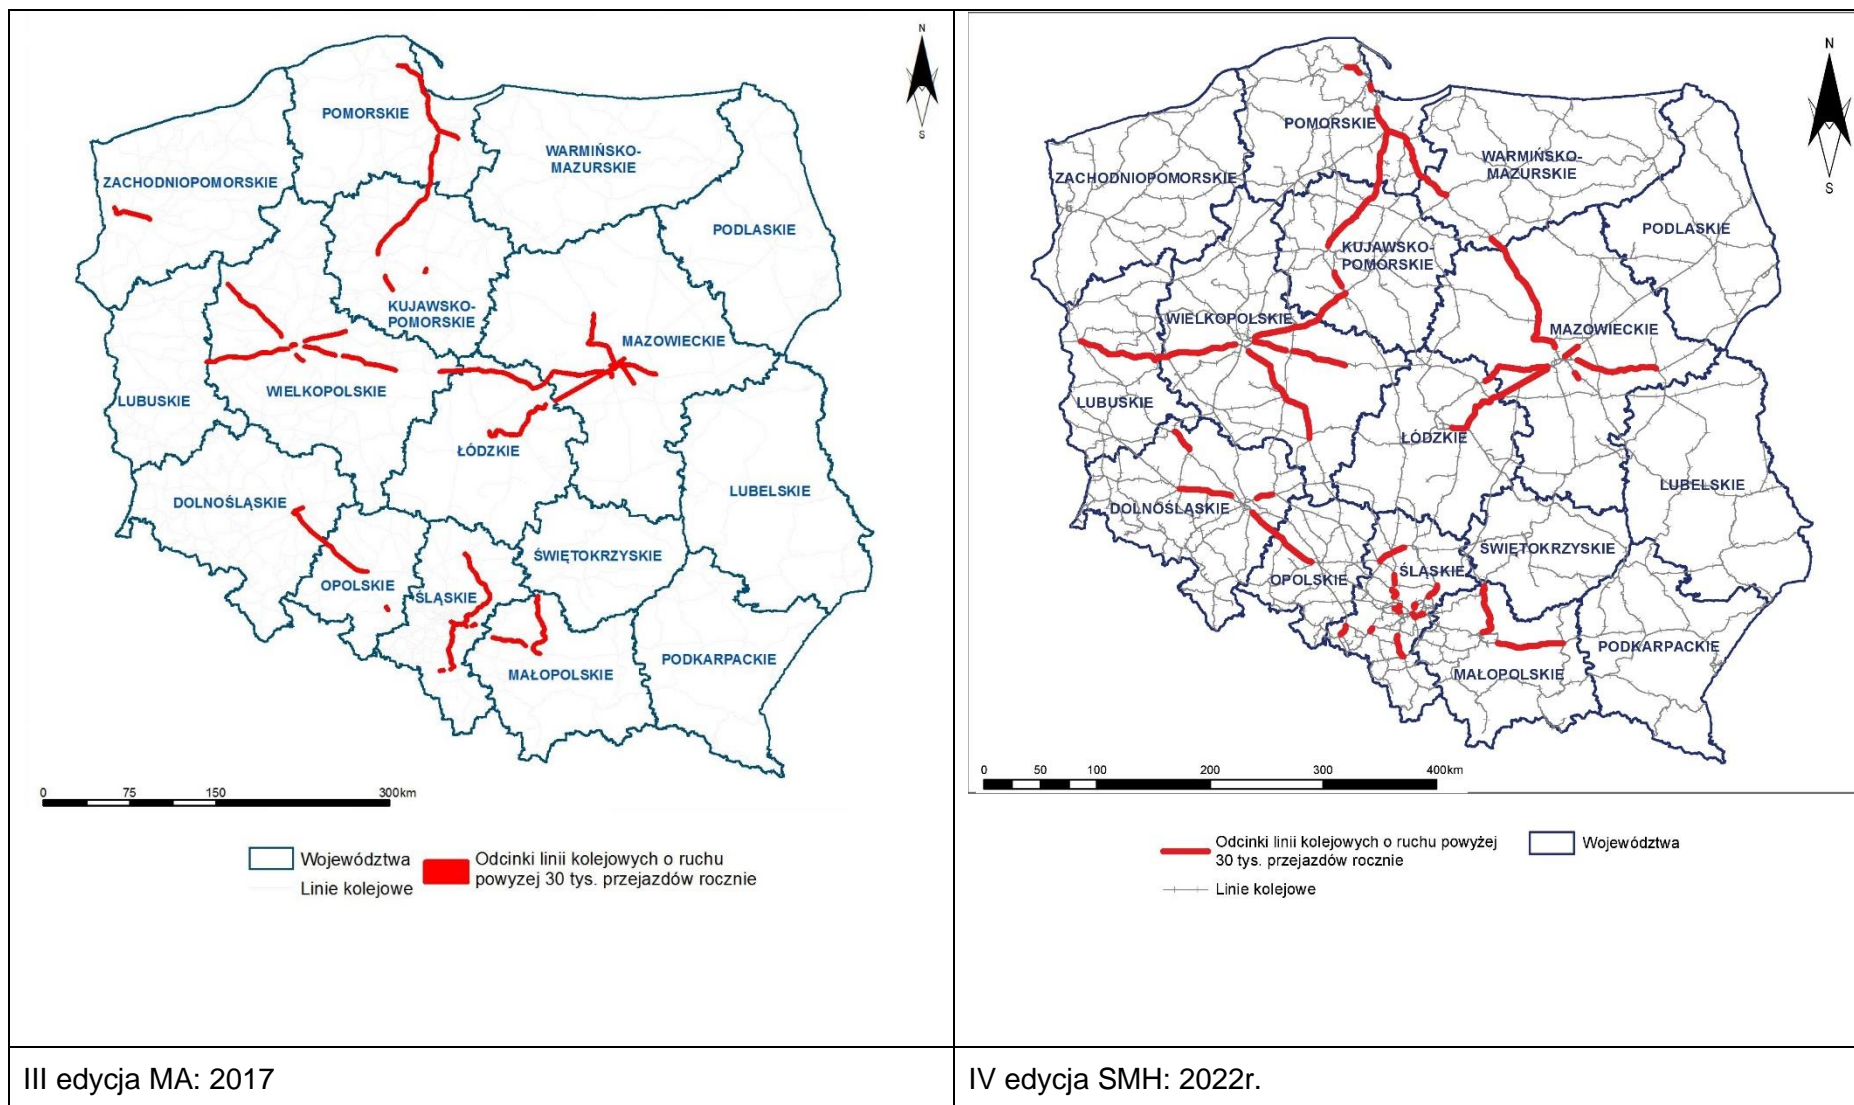 N
S
POMORSKIE
WARMIŃSKO-
MAZURSKIE
ZACHODNIOPOMORSKIE
PODLASKIE
KUJAWSKO-
POMORSKIE
MAZOWIECKIE
WIELKOPOLSKIE
LUBUSKIE
ŁÓDZKIE
LUBELSKIE
DOLNOŚLĄSKIE
ŚWIĘTOKRZYSKIE
OPOLSKIE
ŚLĄSKIE
PODKARPACKIE
MAŁOPOLSKIE
0 75 150 300km
Województwa
Linie kolejowe
Odcinki linii kolejowych o ruchu
powyzej 30 tys. przejazdów rocznie
III edycja MA: 2017
N
S
POMORSKIE
WARMIŃSKO-
MAZURSKIE
ZACHODNIOPOMORSKIE
PODLASKIE
KUJAWSKO-
POMORSKIE
WIELKOPOLSKIE
MAZOWIECKIE
LUBUSKIE
ŁÓDZKIE
LUBELSKIE
DOLNOŚLĄSKIE
ŚWIĘTOKRZYSKIE
OPOLSKIE
ŚLĄSKIE
PODKARPACKIE
MAŁOPOLSKIE
0 50 100 200 300 400km
Odcinki linii kolejowych o ruchu powyżej
30 tys. przejazdów rocznie
Linie kolejowe
Województwa
IV edycja SMH: 2022r.